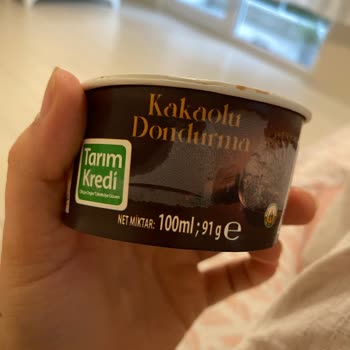 Kakaolu
Dondurma
Tarım
Kredi
NET MİKTAR: 100ml; 91g e